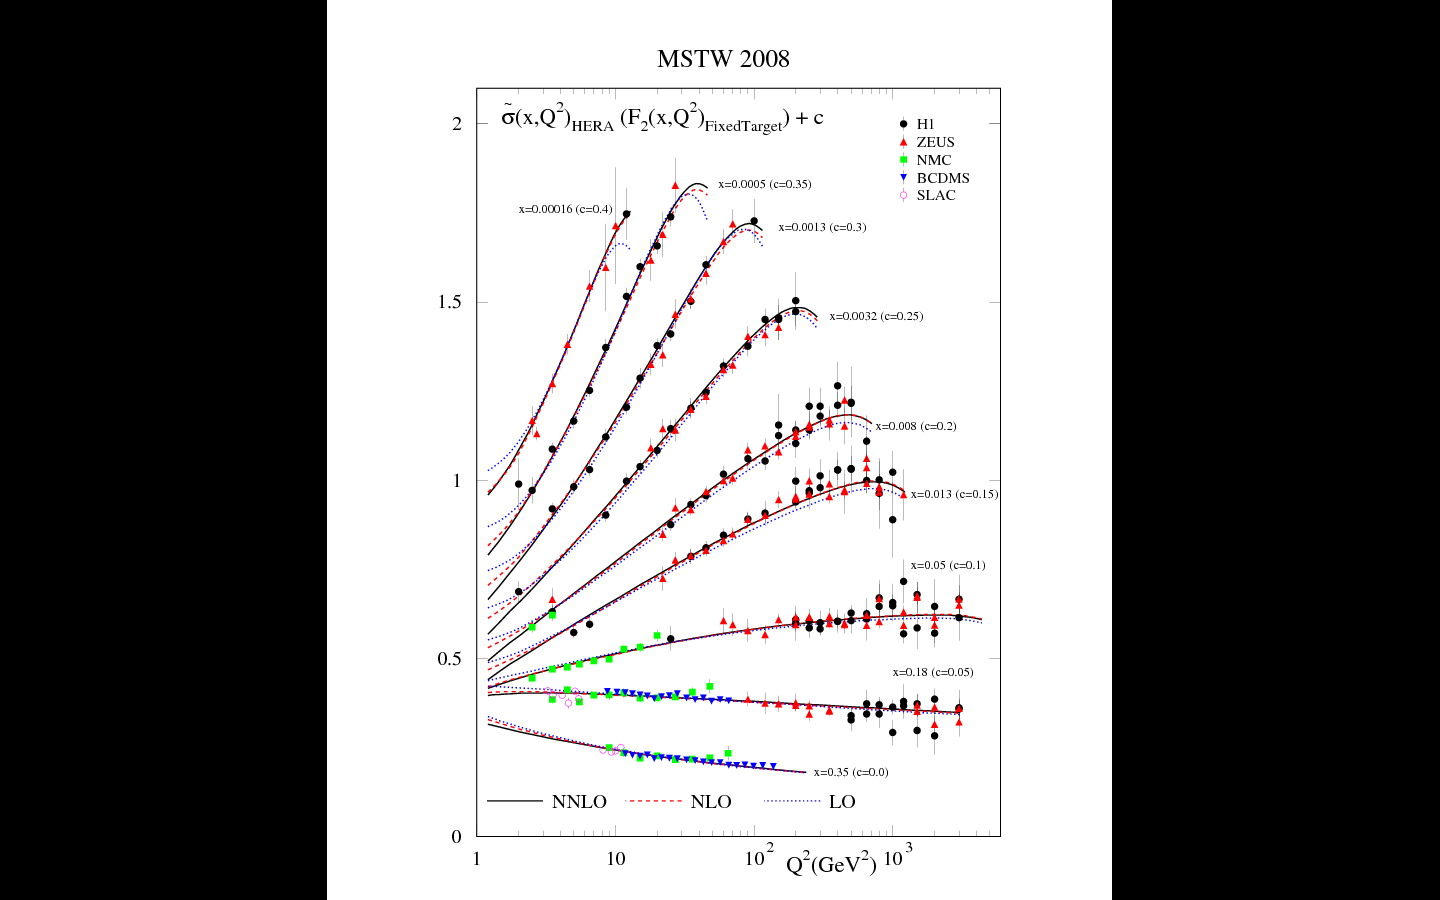 MSTW 2008
σ̃(x,Q²)HERA (F₂(x,Q²)FixedTarget) + c
H1
ZEUS
NMC
BCDMS
SLAC
2
1.5
1
0.5
0
x=0.0005 (c=0.35)
x=0.00016 (c=0.4)
x=0.0013 (c=0.3)
x=0.0032 (c=0.25)
x=0.008 (c=0.2)
x=0.013 (c=0.15)
x=0.05 (c=0.1)
x=0.18 (c=0.05)
x=0.35 (c=0.0)
NNLO NLO LO
1 10 10² 10³
Q²(GeV²)